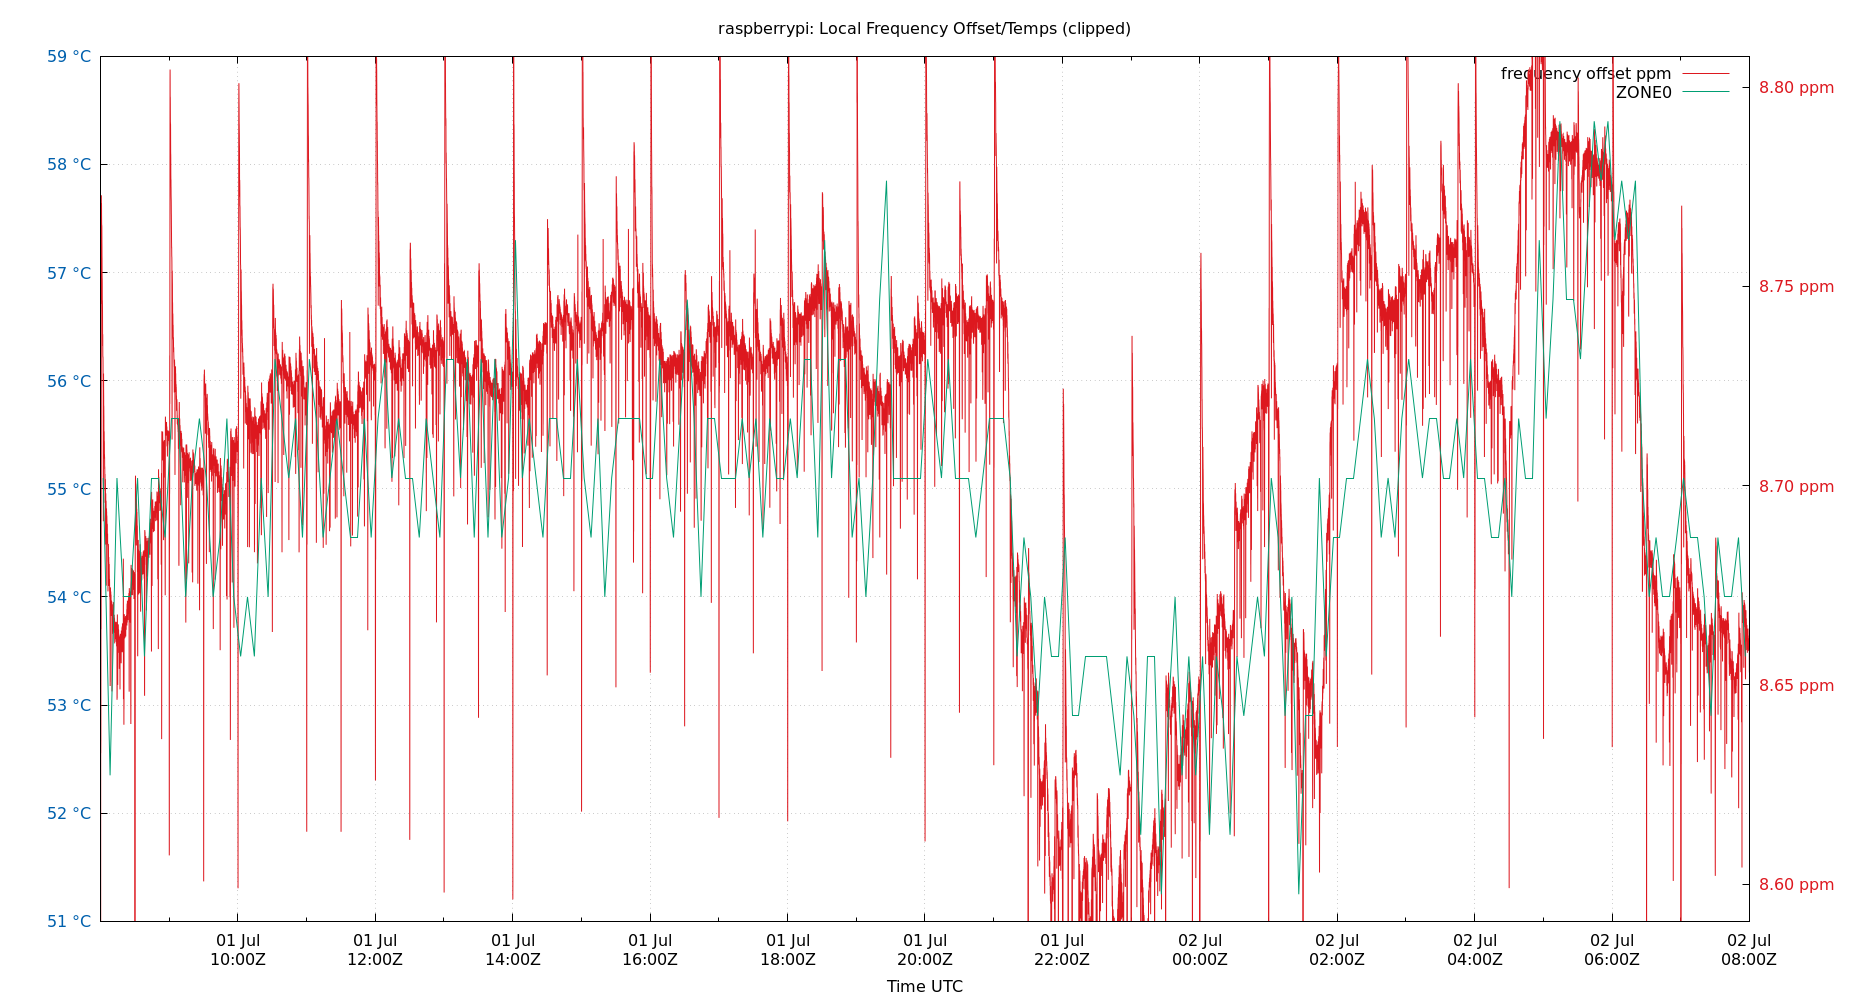 raspberrypi: Local Frequency Offset/Temps (clipped)
59 °C
58 °C
57 °C
56 °C
55 °C
54 °C
53 °C
52 °C
51 °C
frequency offset ppm
ZONE0
8.80 ppm
8.75 ppm
8.70 ppm
8.65 ppm
8.60 ppm
01 Jul
10:00Z
01 Jul
12:00Z
01 Jul
14:00Z
01 Jul
16:00Z
01 Jul
18:00Z
01 Jul
20:00Z
01 Jul
22:00Z
02 Jul
00:00Z
02 Jul
02:00Z
02 Jul
04:00Z
02 Jul
06:00Z
02 Jul
08:00Z
Time UTC